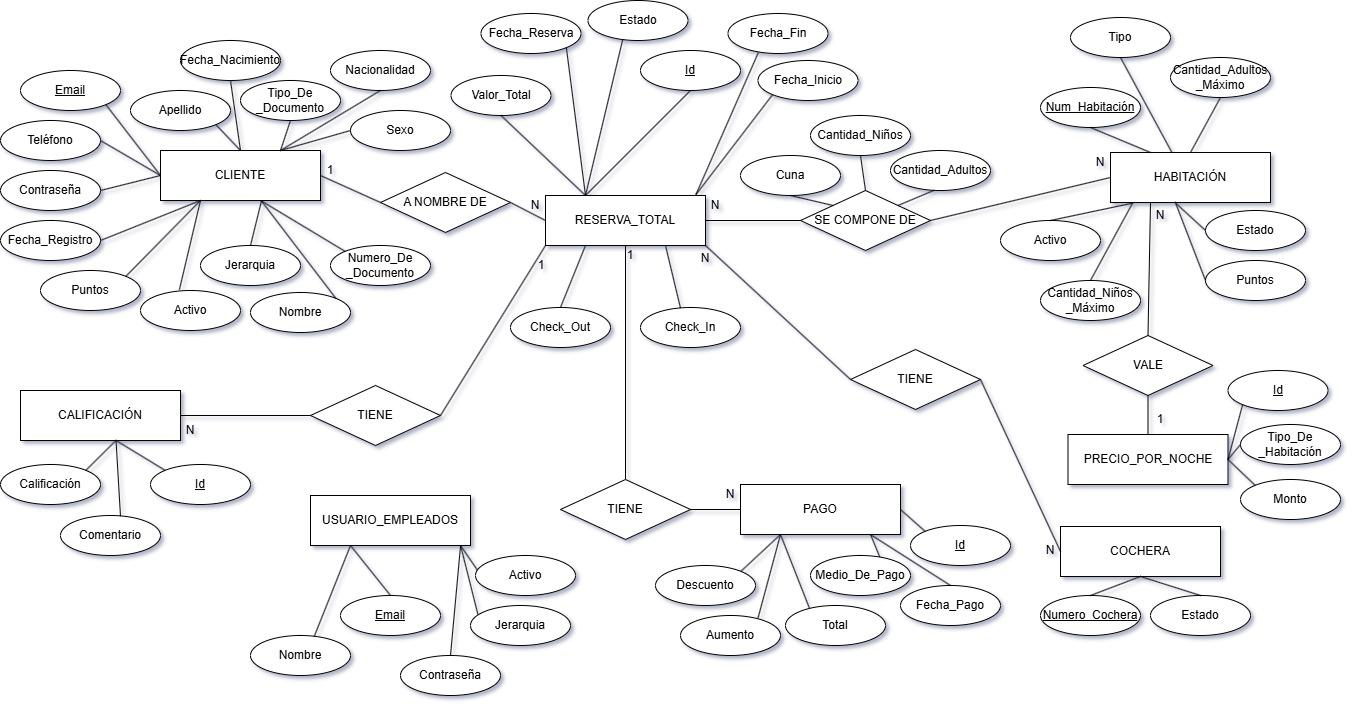 Estado
Fecha_Reserva
Fecha_Fin
Tipo
Fecha_Nacimiento
Nacionalidad
Id
Fecha_Inicio
Cantidad_Adultos
_Máximo
Email
Tipo_De
_Documento
Apellido
Valor_Total
Num_Habitación
Teléfono
Sexo
Cantidad_Niños
Cuna
Cantidad_Adultos
CLIENTE
1
N
HABITACIÓN
Contraseña
A NOMBRE DE
N
RESERVA_TOTAL
N
SE COMPONE DE
N
Fecha_Registro
Jerarquia
Numero_De
_Documento
1
1
N
Activo
Estado
Puntos
Activo
Nombre
Check_Out
Check_In
Cantidad_Niños
_Máximo
Puntos
VALE
TIENE
1
Id
CALIFICACIÓN
N
TIENE
PRECIO_POR_NOCHE
Tipo_De
_Habitación
Monto
Calificación
Id
Comentario
USUARIO_EMPLEADOS
TIENE
N
PAGO
Id
N
COCHERA
Activo
Descuento
Medio_De_Pago
Fecha_Pago
Email
Jerarquia
Aumento
Total
Numero_Cochera
Estado
Nombre
Contraseña